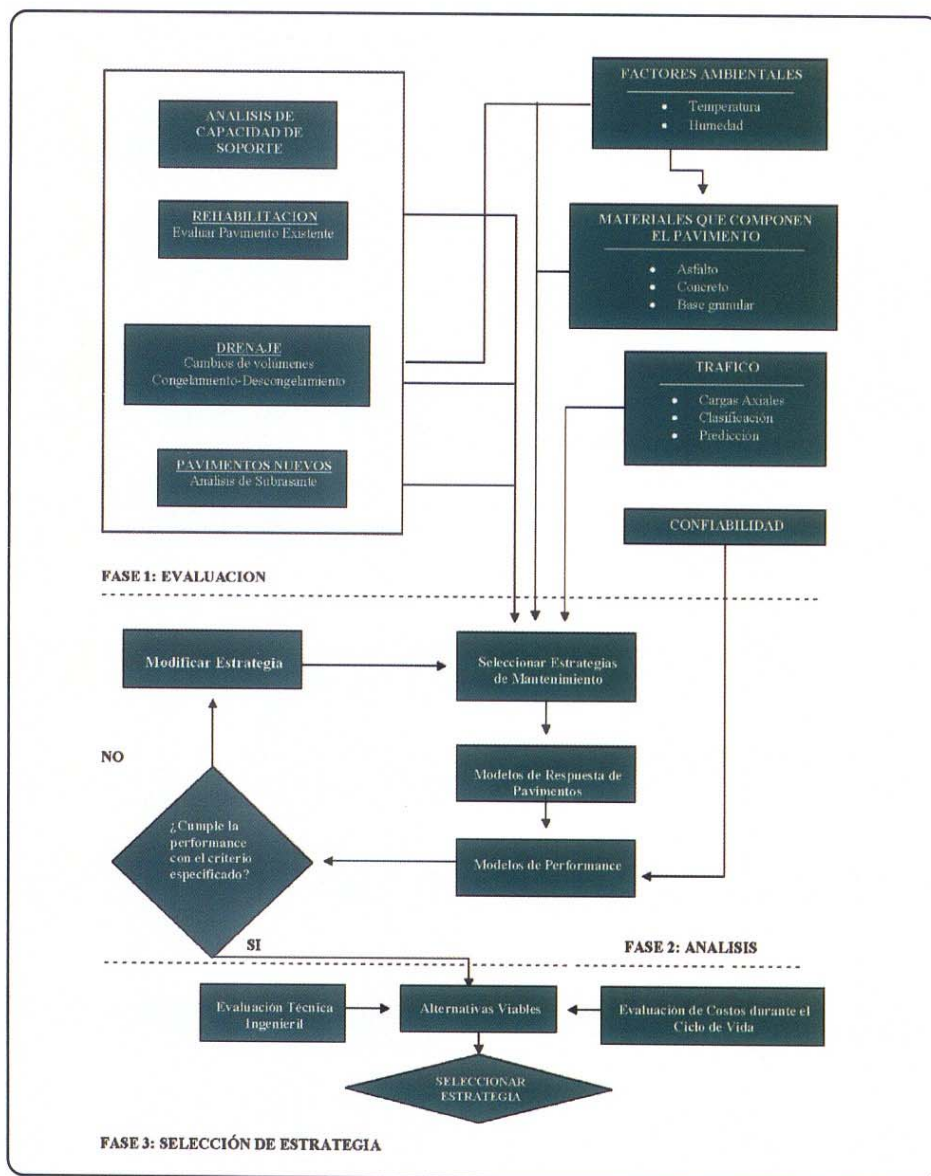 ANALISIS DE
CAPACIDAD DE
SOPORTE
REHABILITACION
Evaluar Pavimento Existente
DRENAJE
Cambios de volúmenes
Congelamiento-Descongelamiento
PAVIMENTOS NUEVOS
Análisis de Subrasante
FACTORES AMBIENTALES
• Temperatura
• Humedad
MATERIALES QUE COMPONEN
EL PAVIMENTO
• Asfalto
• Concreto
• Base granular
TRAFICO
• Cargas Axiales
• Clasificación
• Predicción
CONFIABILIDAD
FASE 1: EVALUACION
Modificar Estrategia
Seleccionar Estrategias
de Mantenimiento
NO
Modelos de Respuesta de
Pavimentos
¿Cumple la
performance
con el criterio
especificado?
Modelos de Performance
SI
FASE 2: ANALISIS
Evaluación Técnica
Ingenieril
Alternativas Viables
Evaluación de Costos durante el
Ciclo de Vida
SELECCIONAR
ESTRATEGIA
FASE 3: SELECCIÓN DE ESTRATEGIA